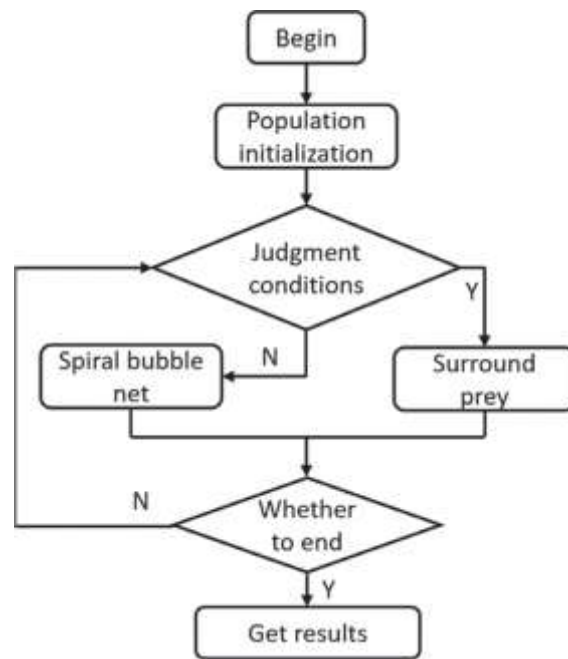 Begin
Population
initialization
Judgment
conditions
Y
N
Spiral bubble
net
Surround
prey
N
Whether
to end
Y
Get results